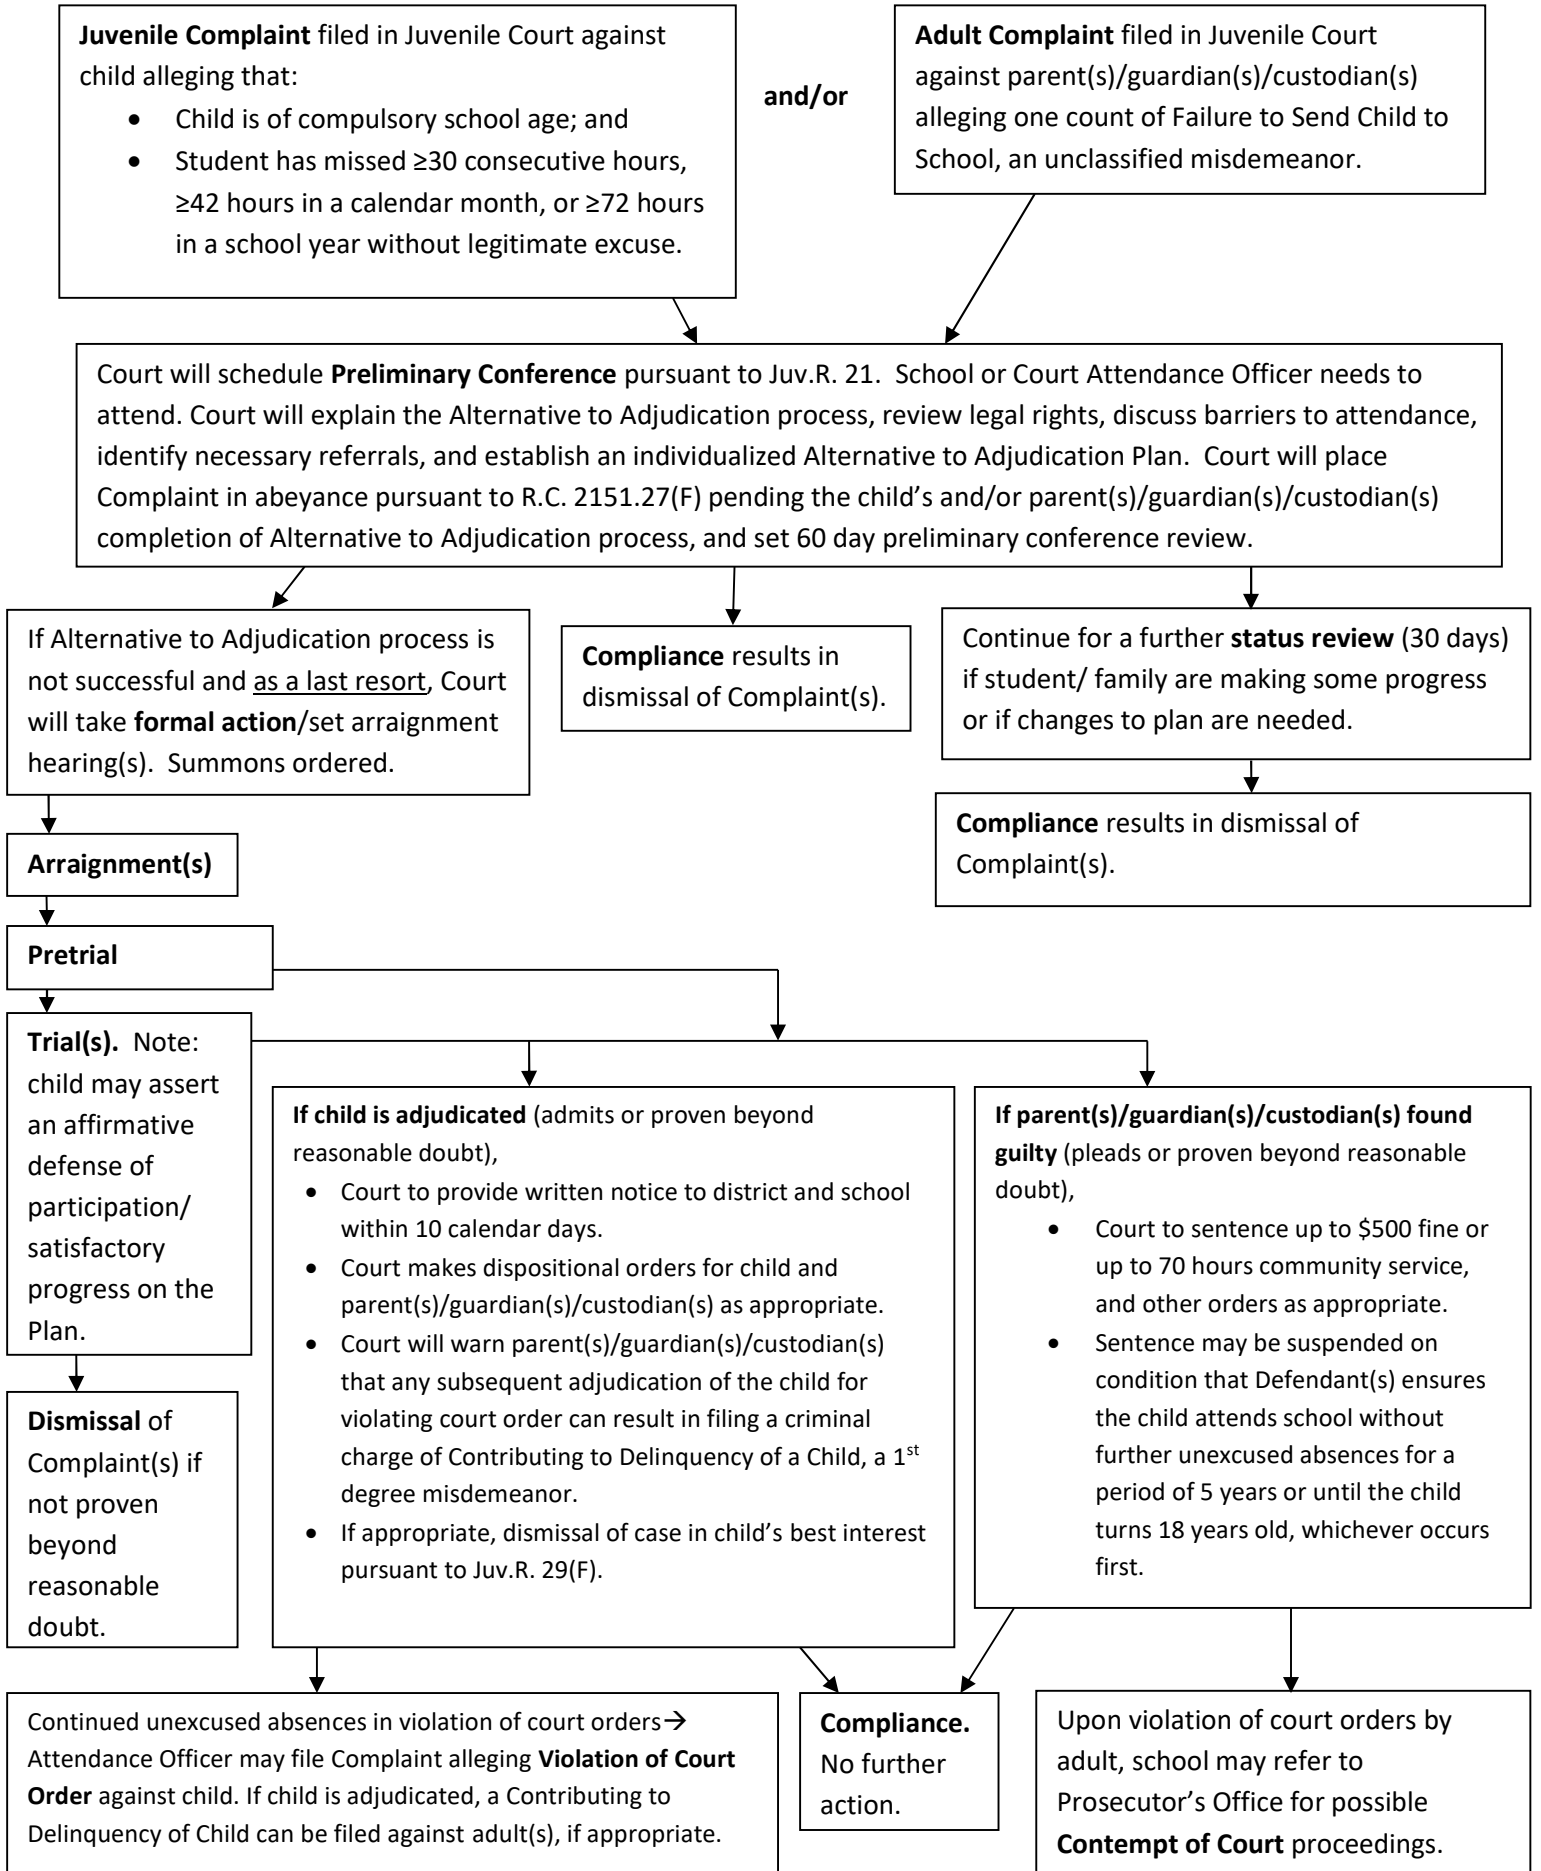 Juvenile Complaint filed in Juvenile Court against
child alleging that:
• Child is of compulsory school age; and
• Student has missed ≥30 consecutive hours,
≥42 hours in a calendar month, or ≥72 hours
in a school year without legitimate excuse.
and/or
Adult Complaint filed in Juvenile Court
against parent(s)/guardian(s)/custodian(s)
alleging one count of Failure to Send Child to
School, an unclassified misdemeanor.
Court will schedule Preliminary Conference pursuant to Juv.R. 21. School or Court Attendance Officer needs to
attend. Court will explain the Alternative to Adjudication process, review legal rights, discuss barriers to attendance,
identify necessary referrals, and establish an individualized Alternative to Adjudication Plan. Court will place
Complaint in abeyance pursuant to R.C. 2151.27(F) pending the child's and/or parent(s)/guardian(s)/custodian(s)
completion of Alternative to Adjudication process, and set 60 day preliminary conference review.
If Alternative to Adjudication process is
not successful and as a last resort, Court
will take formal action/set arraignment
hearing(s). Summons ordered.
Compliance results in
dismissal of Complaint(s).
Continue for a further status review (30 days)
if student/ family are making some progress
or if changes to plan are needed.
Compliance results in dismissal of
Complaint(s).
Arraignment(s)
Pretrial
Trial(s). Note:
child may assert
an affirmative
defense of
participation/
satisfactory
progress on the
Plan.
Dismissal of
Complaint(s) if
not proven
beyond
reasonable
doubt.
If child is adjudicated (admits or proven beyond
reasonable doubt),
• Court to provide written notice to district and school
within 10 calendar days.
• Court makes dispositional orders for child and
parent(s)/guardian(s)/custodian(s) as appropriate.
• Court will warn parent(s)/guardian(s)/custodian(s)
that any subsequent adjudication of the child for
violating court order can result in filing a criminal
charge of Contributing to Delinquency of a Child, a 1st
degree misdemeanor.
• If appropriate, dismissal of case in child's best interest
pursuant to Juv.R. 29(F).
If parent(s)/guardian(s)/custodian(s) found
guilty (pleads or proven beyond reasonable
doubt),
• Court to sentence up to $500 fine or
up to 70 hours community service,
and other orders as appropriate.
• Sentence may be suspended on
condition that Defendant(s) ensures
the child attends school without
further unexcused absences for a
period of 5 years or until the child
turns 18 years old, whichever occurs
first.
Continued unexcused absences in violation of court orders→
Attendance Officer may file Complaint alleging Violation of Court
Order against child. If child is adjudicated, a Contributing to
Delinquency of Child can be filed against adult(s), if appropriate.
Compliance.
No further
action.
Upon violation of court orders by
adult, school may refer to
Prosecutor's Office for possible
Contempt of Court proceedings.